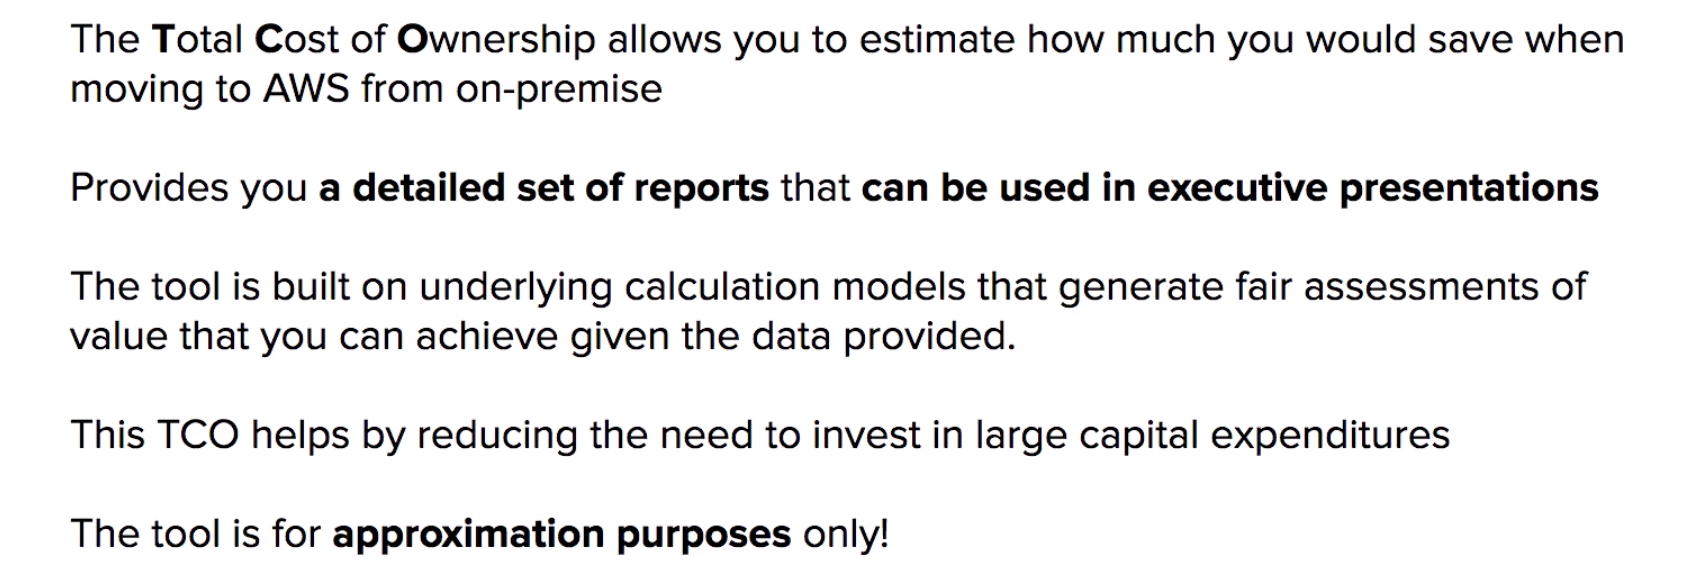 The Total Cost of Ownership allows you to estimate how much you would save when
moving to AWS from on-premise
Provides you a detailed set of reports that can be used in executive presentations
The tool is built on underlying calculation models that generate fair assessments of
value that you can achieve given the data provided.
This TCO helps by reducing the need to invest in large capital expenditures
The tool is for approximation purposes only!